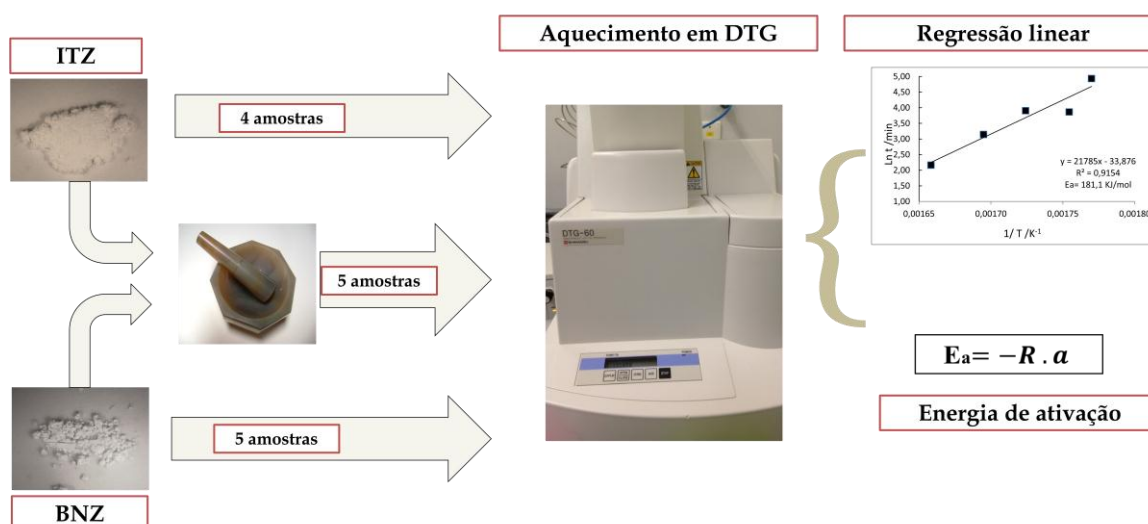 Aquecimento em DTG
Regressão linear
ITZ
4 amostras
5 amostras
5 amostras
BNZ
DTG-60
5,00
4,50
4,00
3,50
3,00
2,50
2,00
1,50
1,00
Ln t /min
y = 21785x - 33,876
R² = 0,9154
Ea= 181,1 KJ/mol
0,00165
0,00170
0,00175
0,00180
1/ T /K⁻¹
Ea= −R . a
Energia de ativação